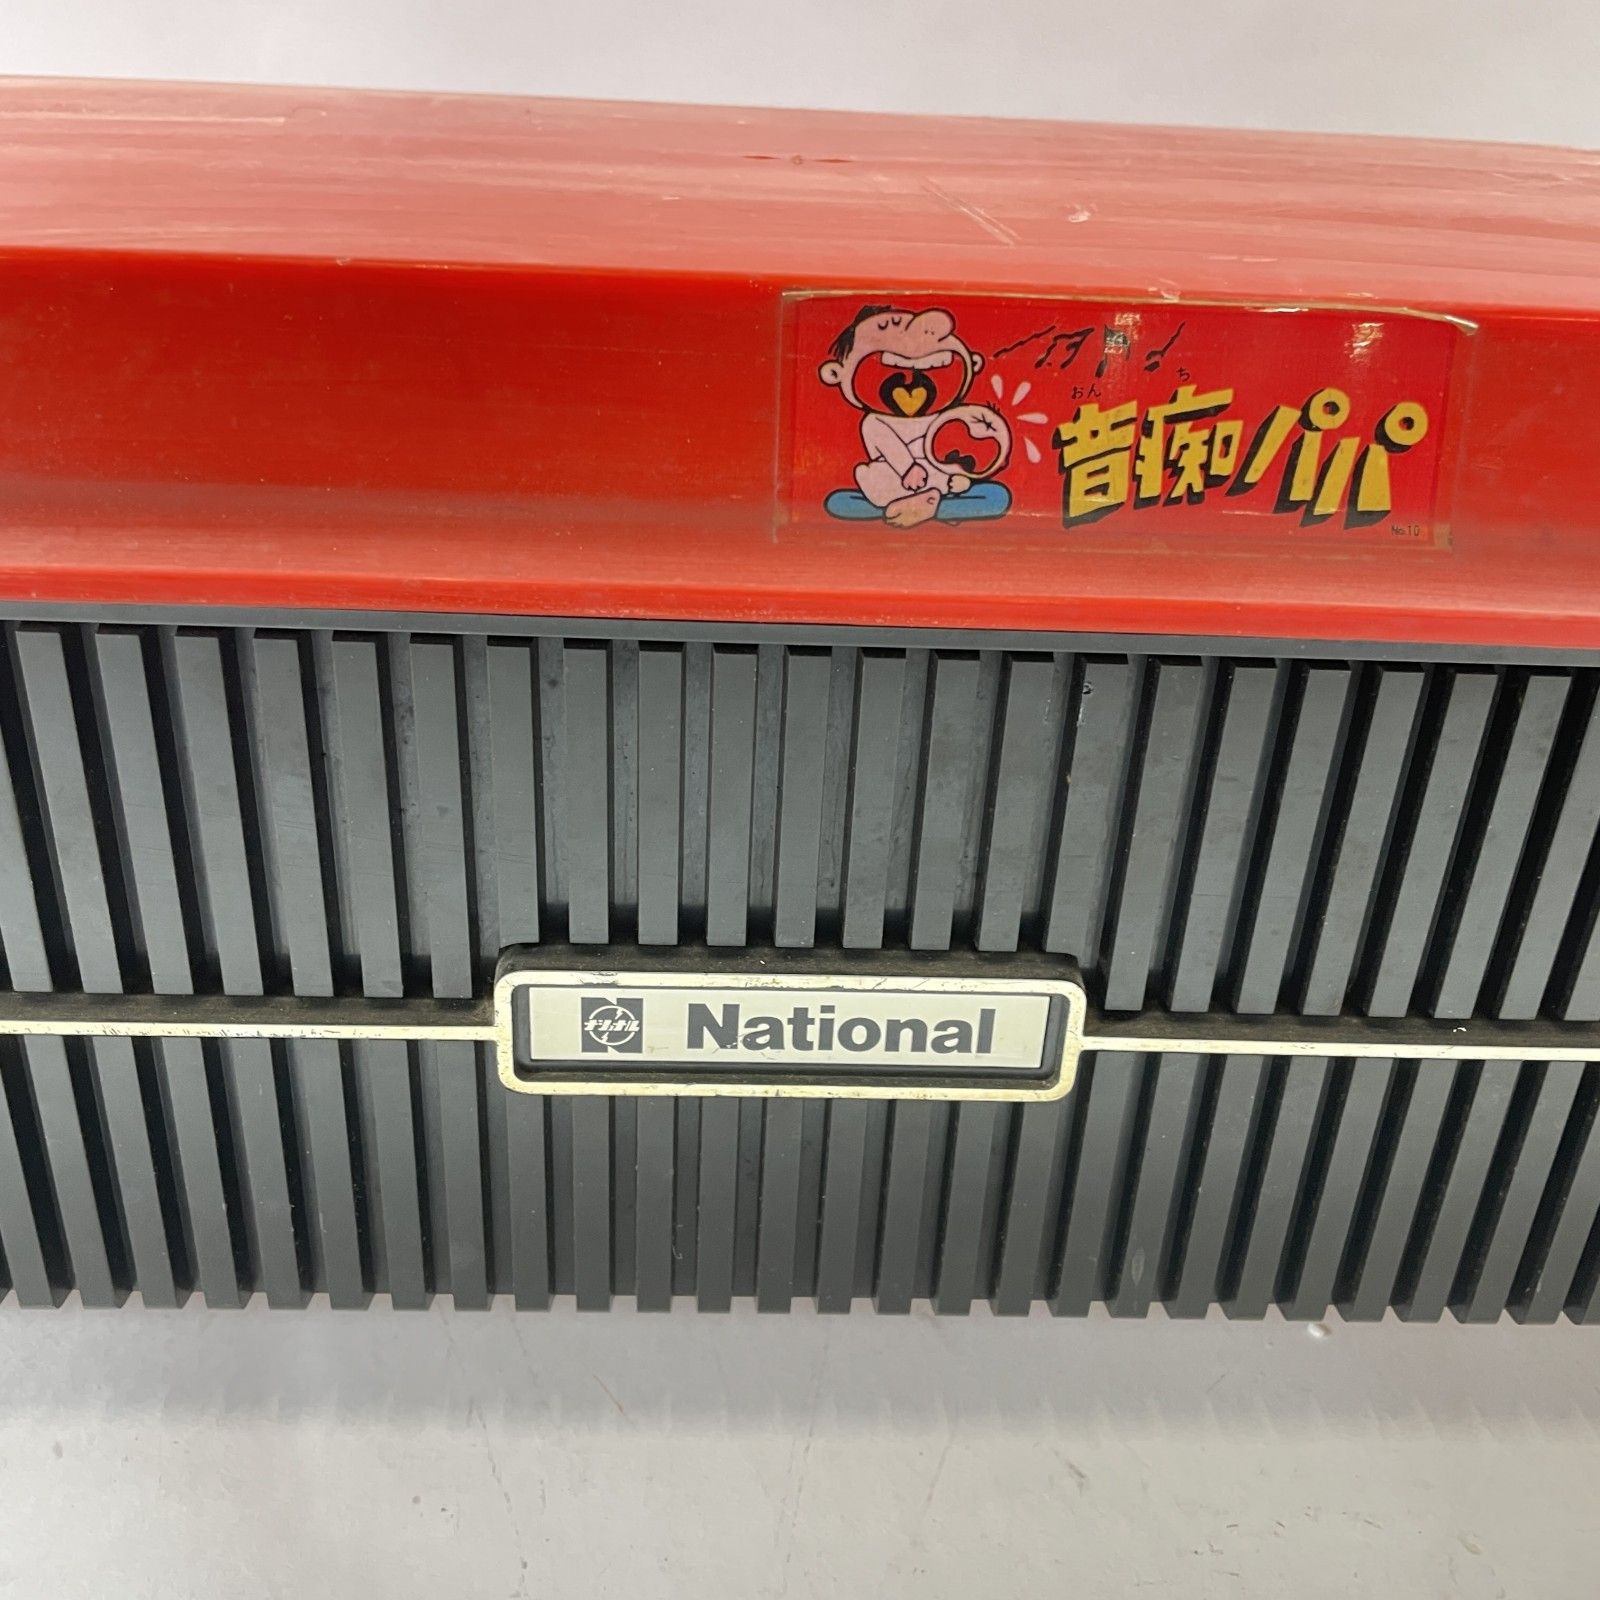 おん ち
音痴パパ
No.10
ナショナル
National